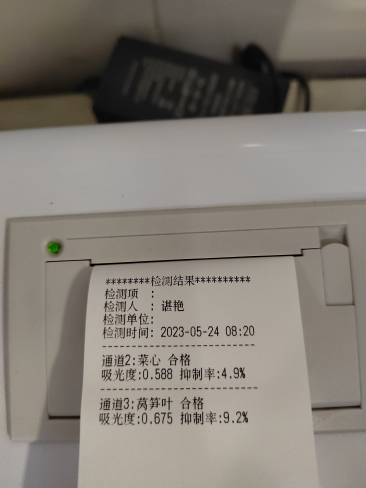 ********检测结果**********
检测项 :
检测人 : 谌艳
检测单位:
检测时间: 2023-05-24 08:20
--------------------------
通道2:菜心 合格
吸光度:0.588 抑制率:4.9%
--------------------------
通道3:莴笋叶 合格
吸光度:0.675 抑制率:9.2%